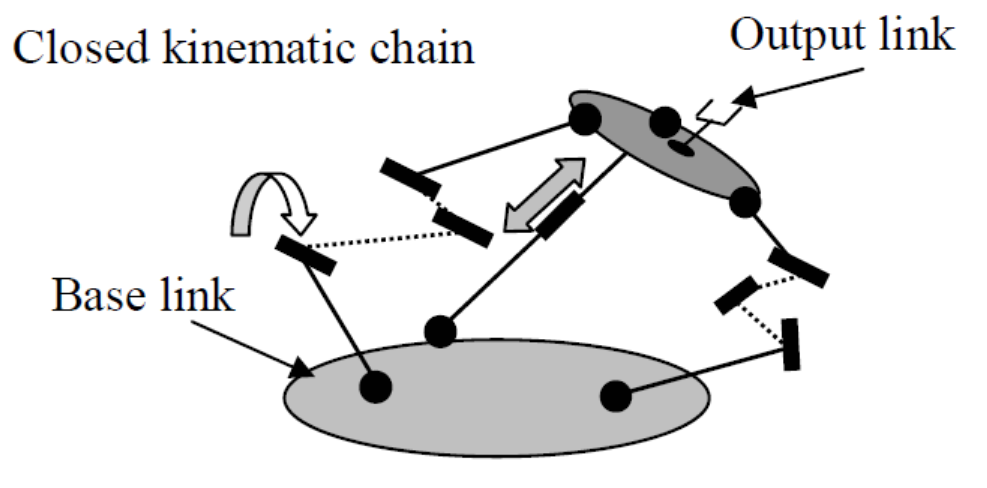 Closed kinematic chain
Output link
Base link